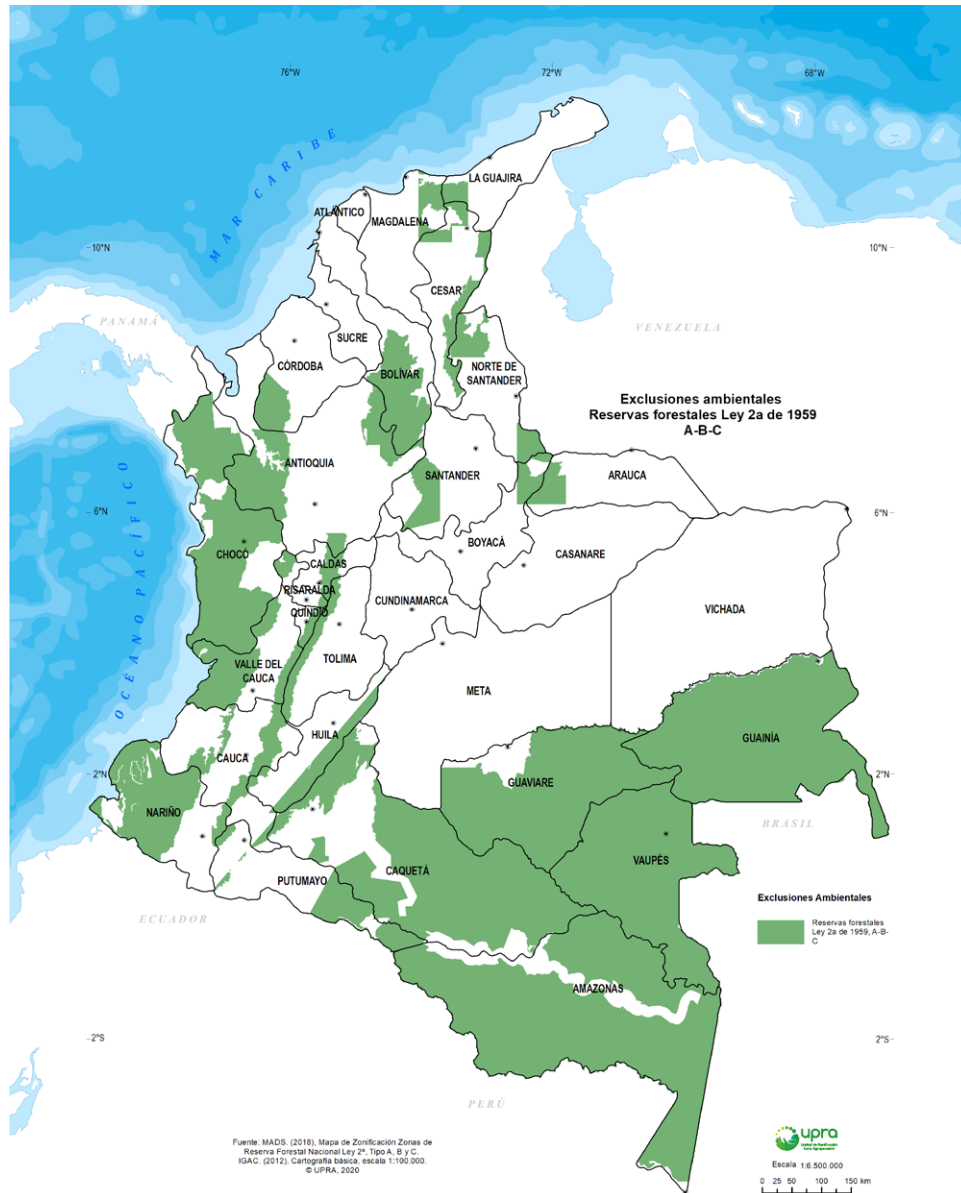 76°W
72°W
68°W
MAR CARIBE
LA GUAJIRA
ATLÁNTICO
MAGDALENA
10°N
10°N
CESAR
PANAMÁ
VENEZUELA
SUCRE
CÓRDOBA
BOLÍVAR
NORTE DE
SANTANDER
Exclusiones ambientales
Reservas forestales Ley 2a de 1959
A-B-C
ANTIOQUIA
SANTANDER
ARAUCA
6°N
6°N
OCÉANO PACÍFICO
CHOCÓ
BOYACÁ
CASANARE
CALDAS
RISARALDA
CUNDINAMARCA
QUINDIO
VICHADA
TOLIMA
VALLE DEL
CAUCA
META
HUILA
GUAINÍA
CAUCA
2°N
GUAVIARE
2°N
NARIÑO
BRASIL
VAUPÉS
CAQUETÁ
PUTUMAYO
ECUADOR
Exclusiones Ambientales
Reservas forestales
Ley 2a de 1959, A-B-
C
AMAZONAS
2°S
2°S
PERÚ
Fuente: MADS. (2018), Mapa de Zonificación Zonas de
Reserva Forestal Nacional Ley 2ª, Tipo A, B y C.
IGAC. (2012). Cartografía básica, escala 1:100.000.
© UPRA, 2020
upra
Escala 1:6.500.000
0 25 50 100 150 km